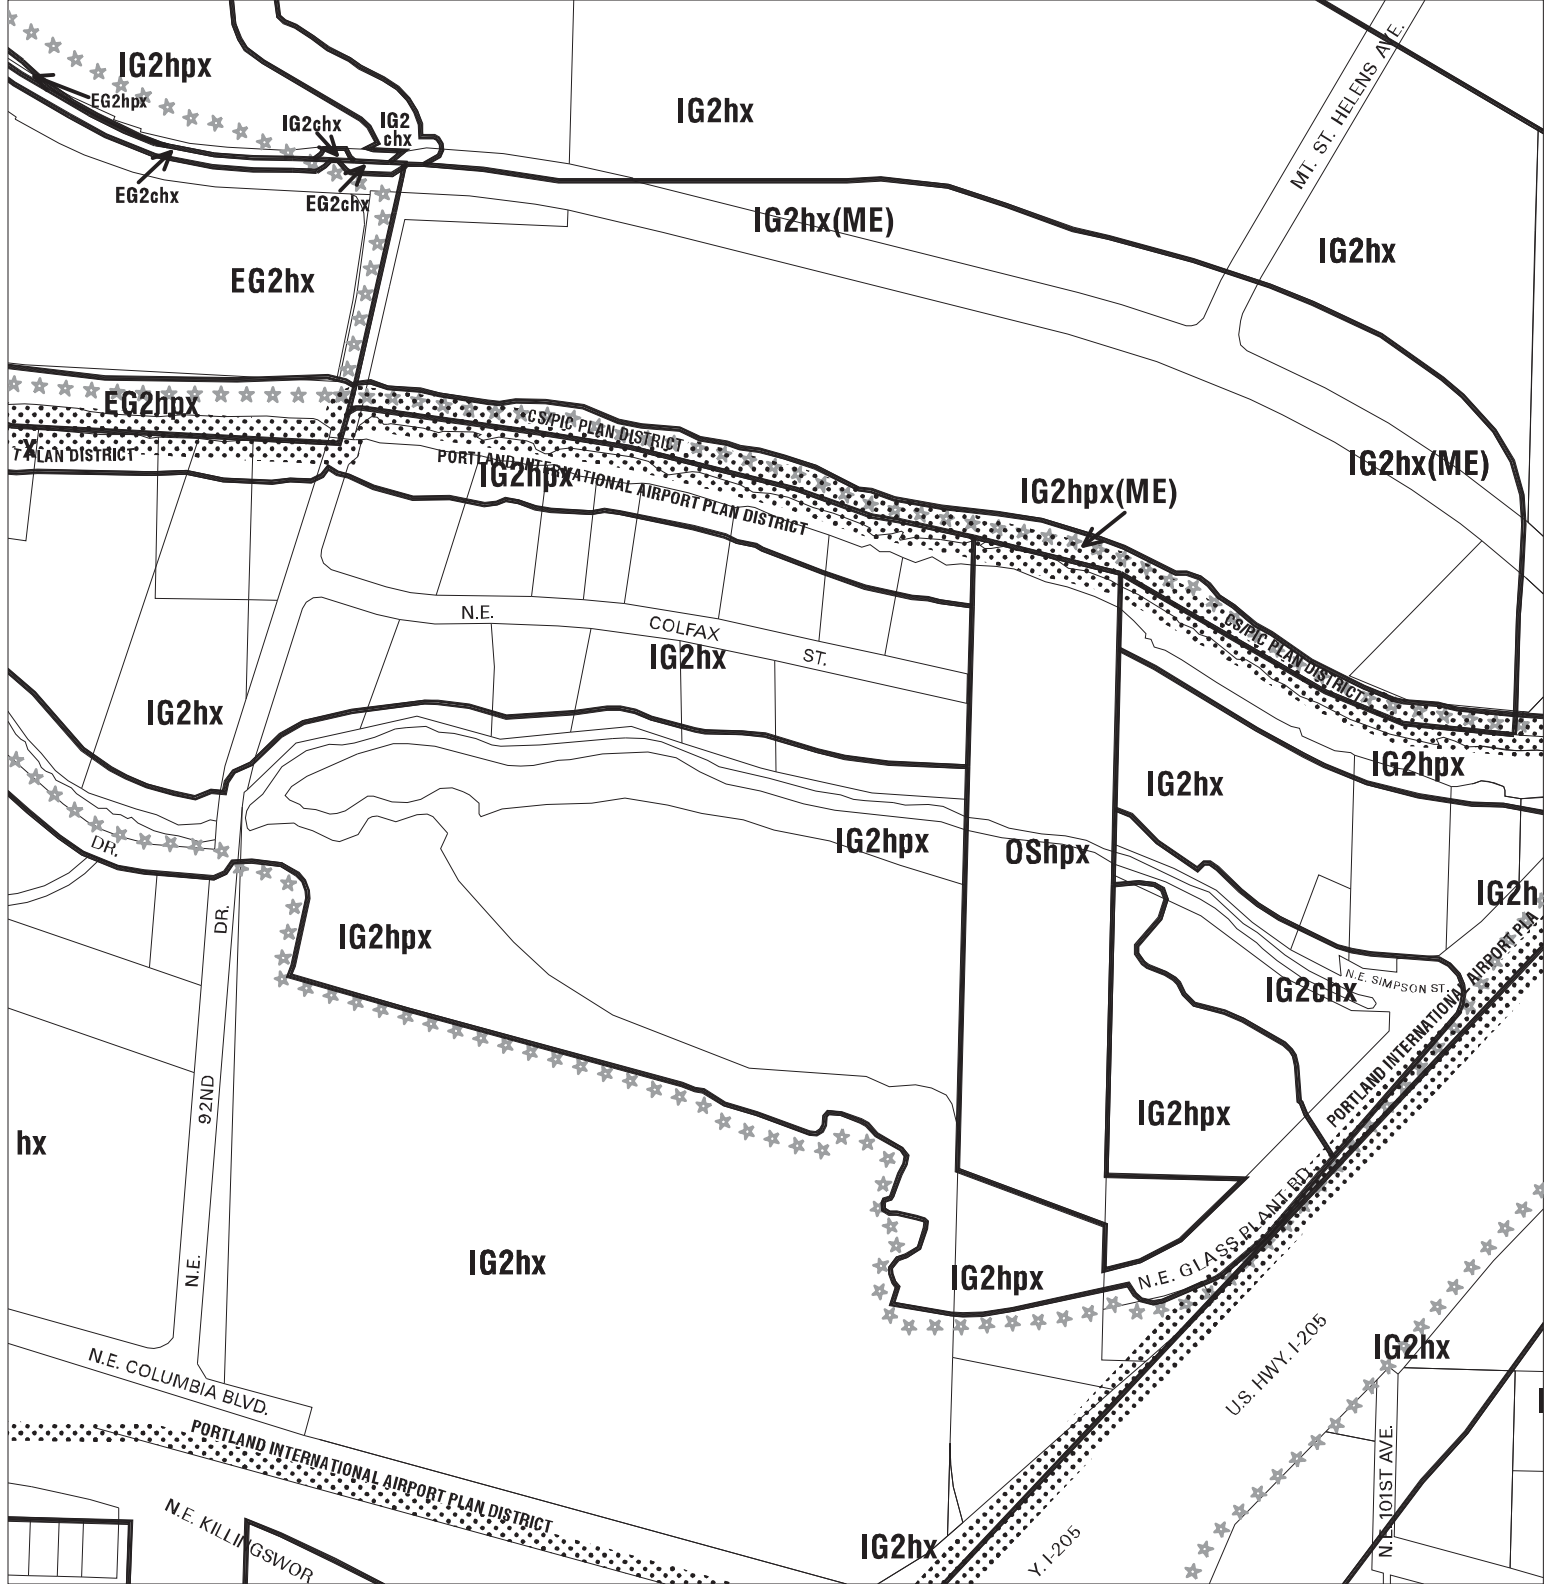 IG2hpx
MT. ST. HELENS AVE.
EG2hpx
IG2chx
IG2
chx
IG2hx
EG2chx
EG2chx
IG2hx(ME)
IG2hx
EG2hx
EG2hpx
CS/PIC PLAN DISTRICT
X
T PLAN DISTRICT
PORTLAND INTERNATIONAL AIRPORT PLAN DISTRICT
IG2hpx
IG2hx(ME)
IG2hpx(ME)
N.E. COLFAX ST.
CS/PIC PLAN DISTRICT
IG2hx
IG2hx
IG2hpx
IG2hx
IG2hpx
OShpx
DR.
IG2h
DR.
IG2hpx
N.E. SIMPSON ST.
IG2chx
PORTLAND INTERNATIONAL AIRPORT PLA
N.E. 92ND
IG2hpx
hx
IG2hx
N.E. GLASS PLANT RD.
IG2hpx
IG2hx
U.S. HWY. I-205
N.E. COLUMBIA BLVD.
PORTLAND INTERNATIONAL AIRPORT PLAN DISTRICT
N.E. 101ST AVE.
N.E. KILLINGSWOR
IG2hx
Y. I-205